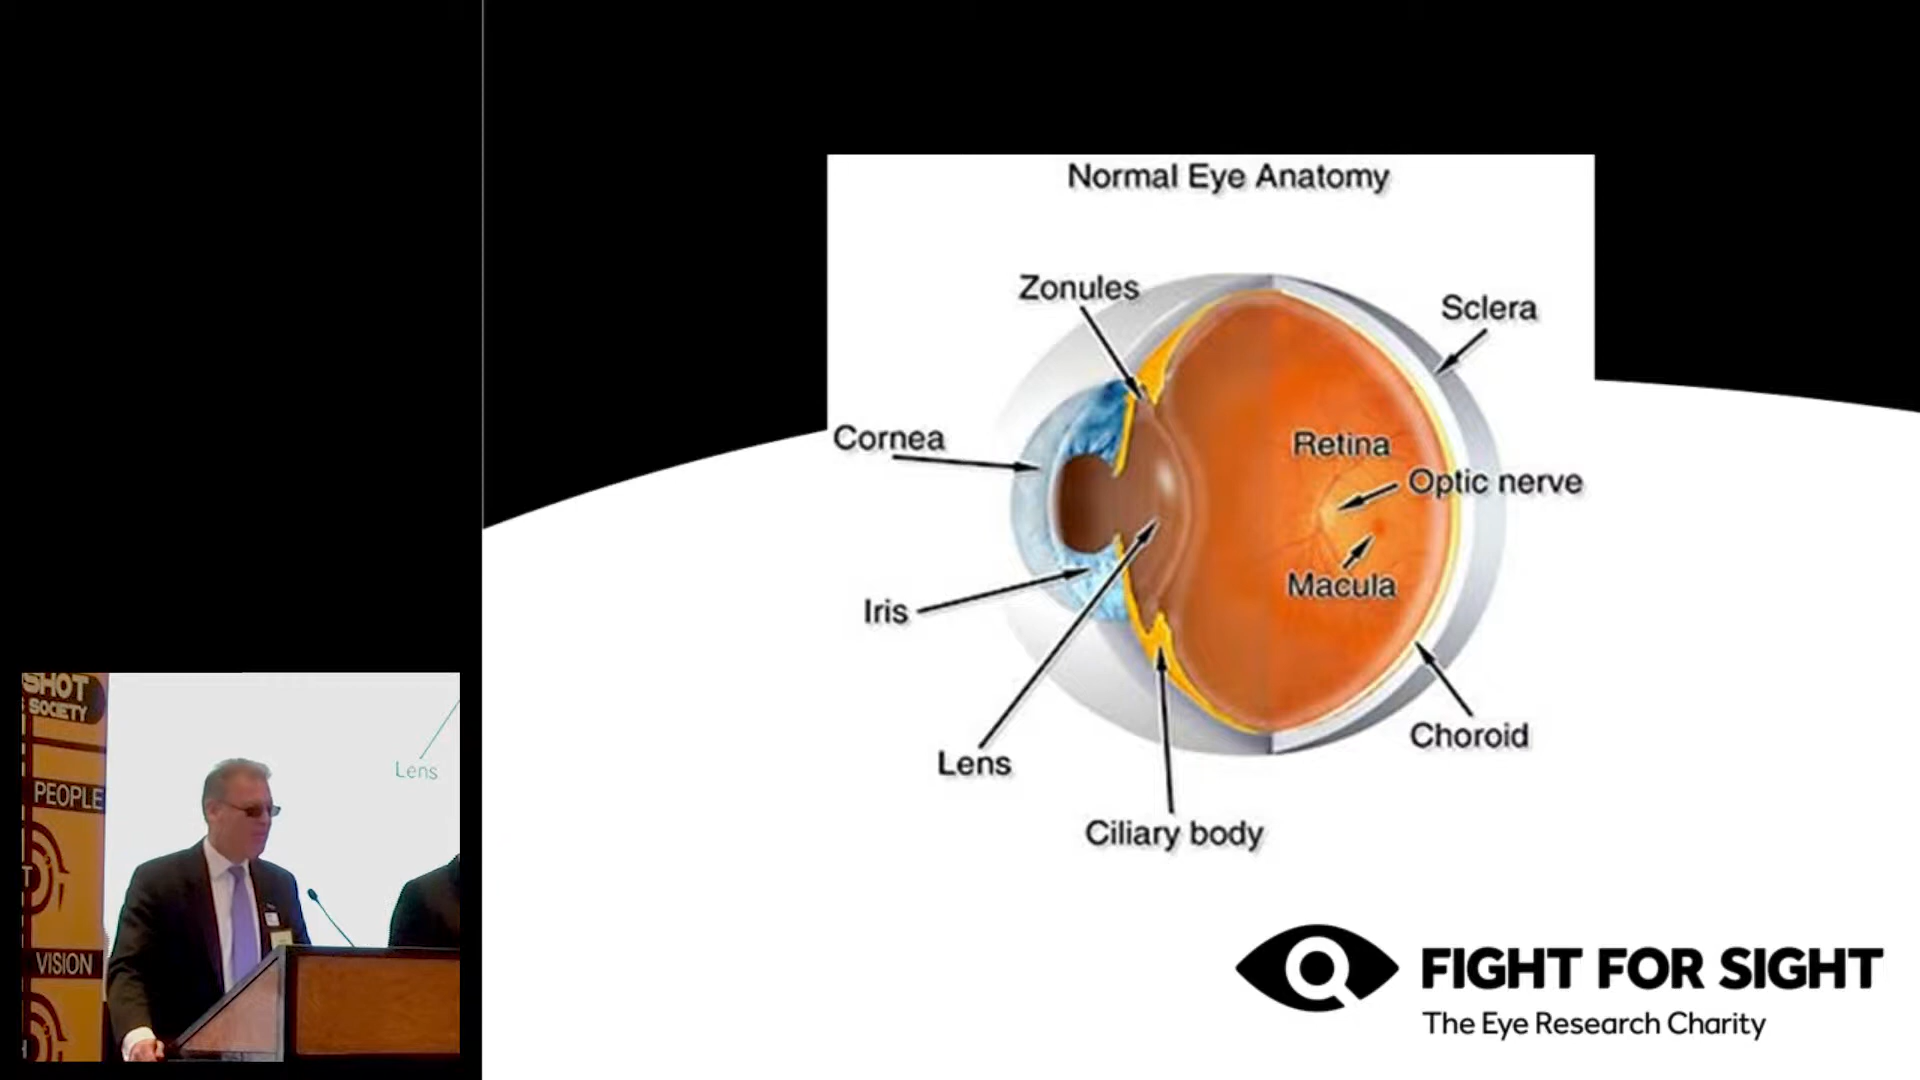 Normal Eye Anatomy
Zonules
Sclera
Cornea
Retina
Optic nerve
Macula
Iris
Lens
Choroid
Ciliary body
FIGHT FOR SIGHT
The Eye Research Charity
SHOT
SOCIETY
PEOPLE
VISION
Lens